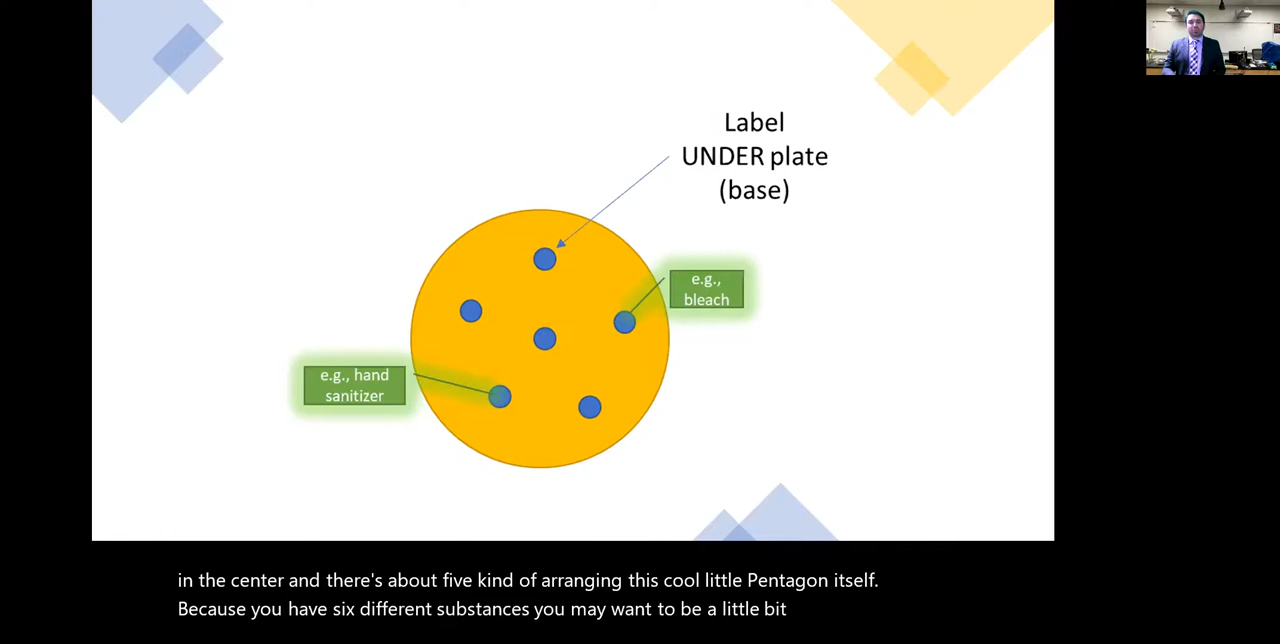 Label
UNDER plate
(base)
e.g.,
bleach
e.g., hand
sanitizer
in the center and there's about five kind of arranging this cool little Pentagon itself.
Because you have six different substances you may want to be a little bit